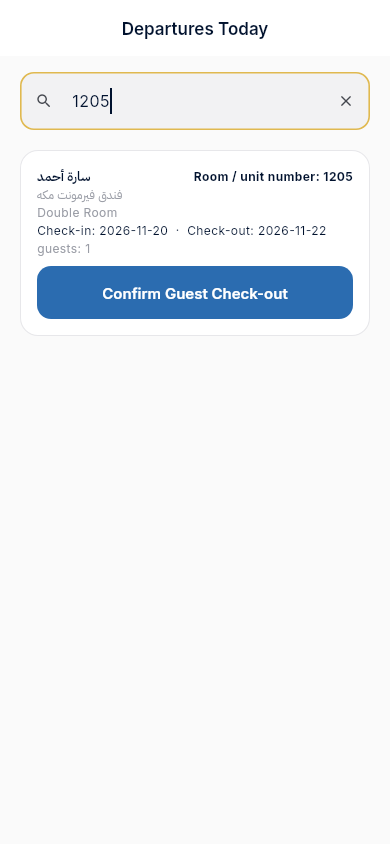 Departures Today
1205
سارة أحمد
Room / unit number: 1205
فندق فيرمونت مكه
Double Room
Check-in: 2026-11-20 · Check-out: 2026-11-22
guests: 1
Confirm Guest Check-out